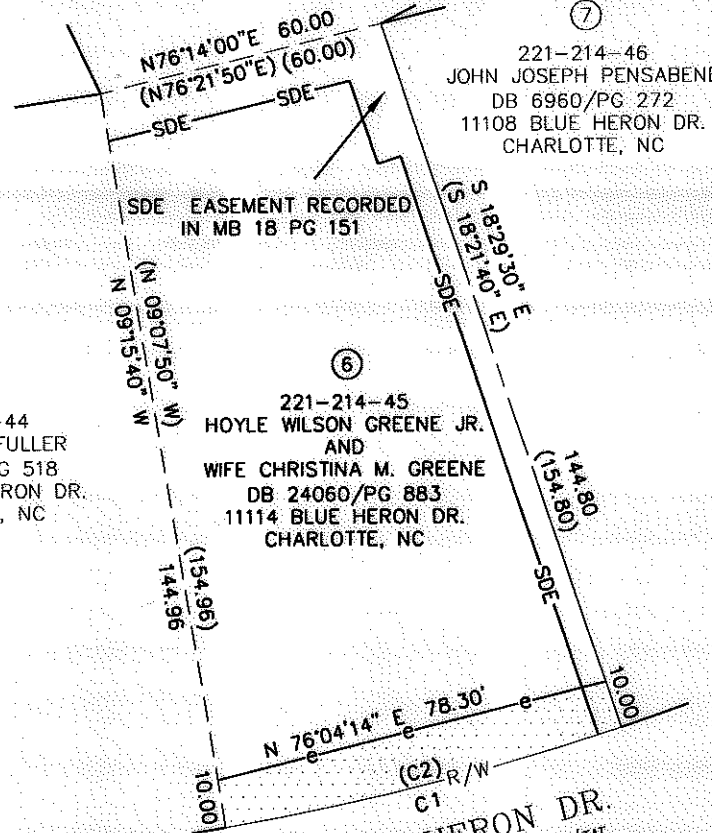 N76°14'00"E 60.00
(N76°21'50"E) (60.00)
SDE
SDE
7
221-214-46
JOHN JOSEPH PENSABENE
DB 6960/PG 272
11108 BLUE HERON DR.
CHARLOTTE, NC
SDE EASEMENT RECORDED
IN MB 18 PG 151
S 18°29'30" E
(S 18°21'40" E)
SDE
(N 09°07'50" W)
N 09°15'40" W
6
221-214-45
HOYLE WILSON GREENE JR.
AND
WIFE CHRISTINA M. GREENE
DB 24060/PG 883
11114 BLUE HERON DR.
CHARLOTTE, NC
-44
FULLER
G 518
RON DR.
, NC
144.80
(154.80)
(154.96)
144.96
SDE
N 76°04'14" E 78.30'
e
e
e
10.00
10.00
(C2) R/W
C1
HERON DR.